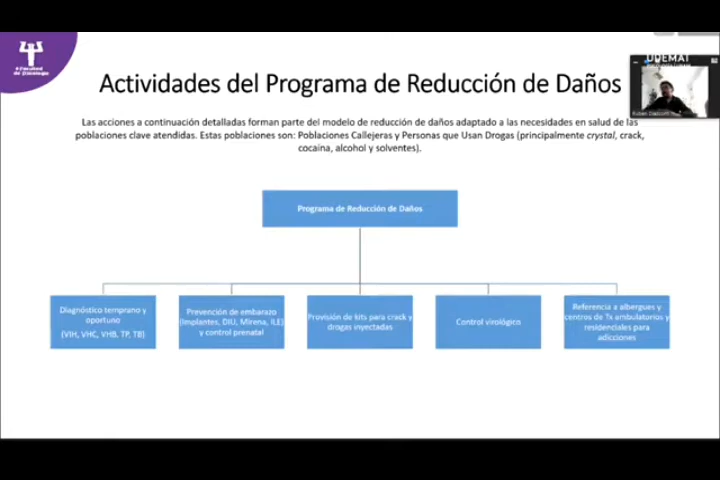 Facultad
de Psicología
Actividades del Programa de Reducción de Daños
UDEMAT
Las acciones a continuación detalladas forman parte del modelo de reducción de daños adaptado a las necesidades en salud de las
poblaciones clave atendidas. Estas poblaciones son: Poblaciones Callejeras y Personas que Usan Drogas (principalmente crystal, crack,
cocaina, alcohol y solventes).
Programa de Reducción de Daños
Diagnóstico temprano y
oportuno
(VIH, VHC, VHB, TP, TB)
Prevención de embarazo
(Implantes, DIU, Mirena, ILE)
y control prenatal
Provisión de kits para crack y
drogas inyectadas
Control virológico
Referencia a albergues y
centros de Tx ambulatorios y
residenciales para
adicciones